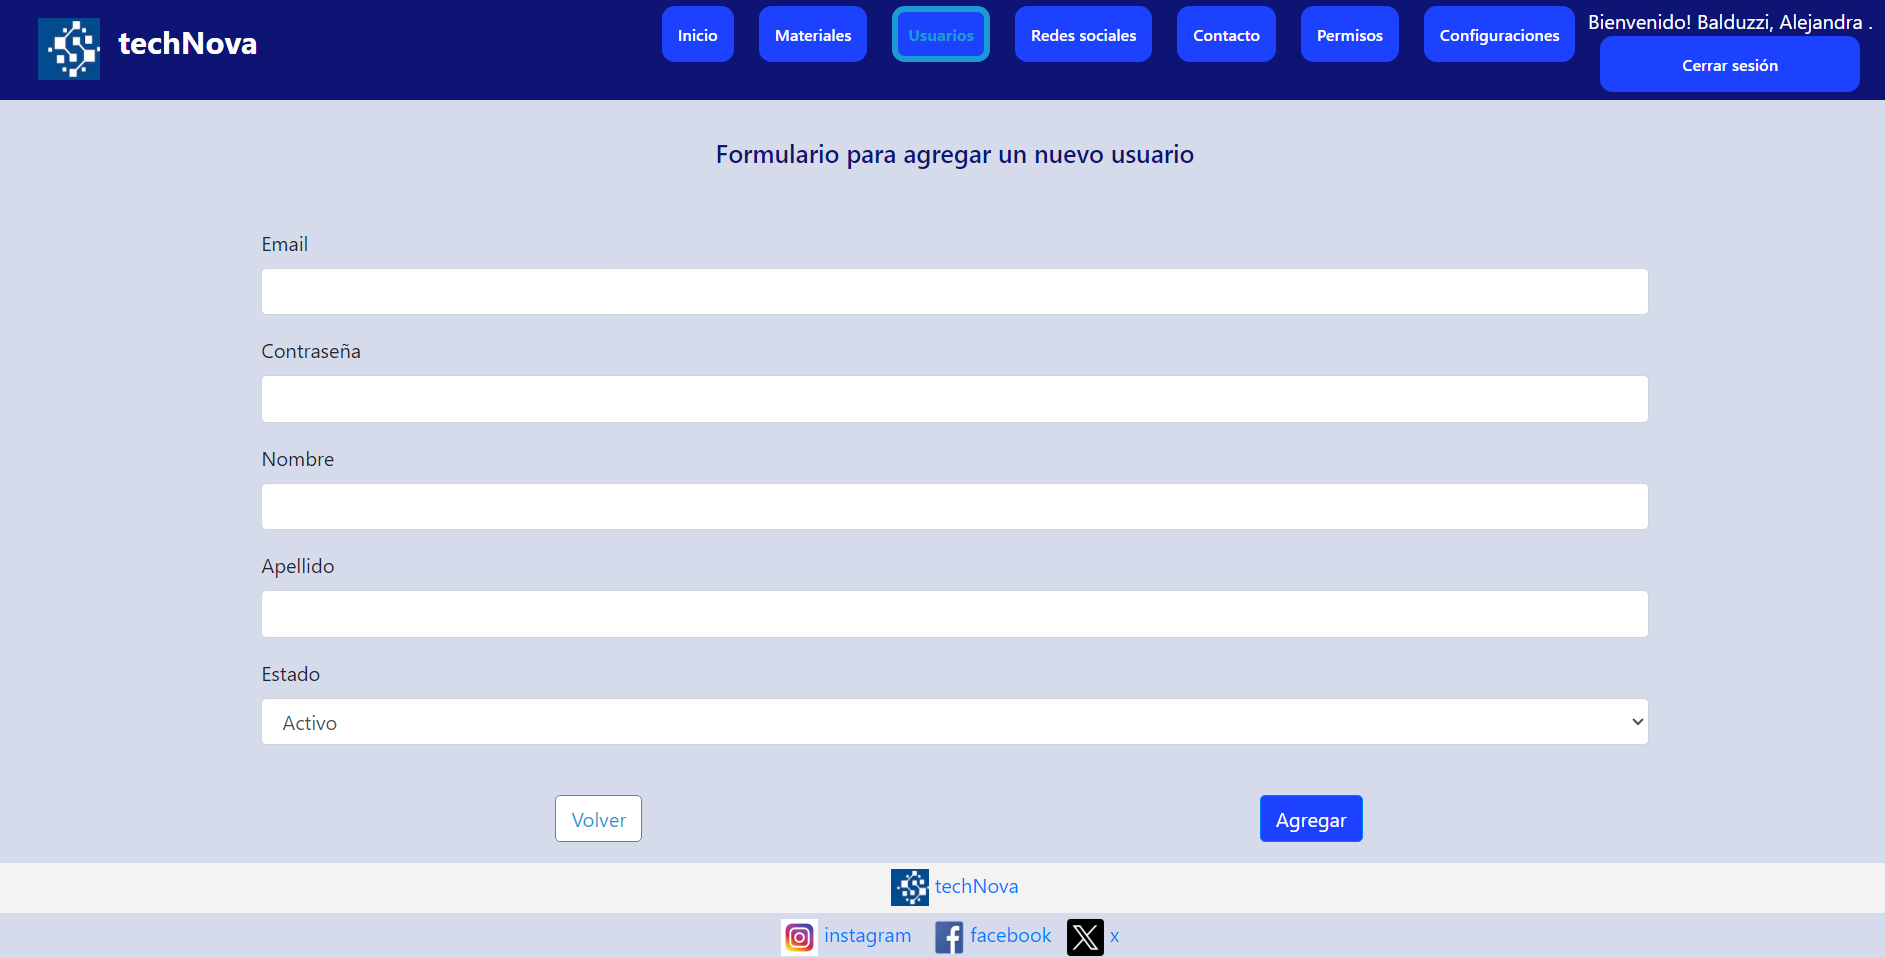 techNova
Inicio
Materiales
Usuarios
Redes sociales
Contacto
Permisos
Configuraciones
Bienvenido! Balduzzi, Alejandra .
Cerrar sesión
Formulario para agregar un nuevo usuario
Email
Contraseña
Nombre
Apellido
Estado
Activo
Volver
Agregar
techNova
instagram
facebook
x